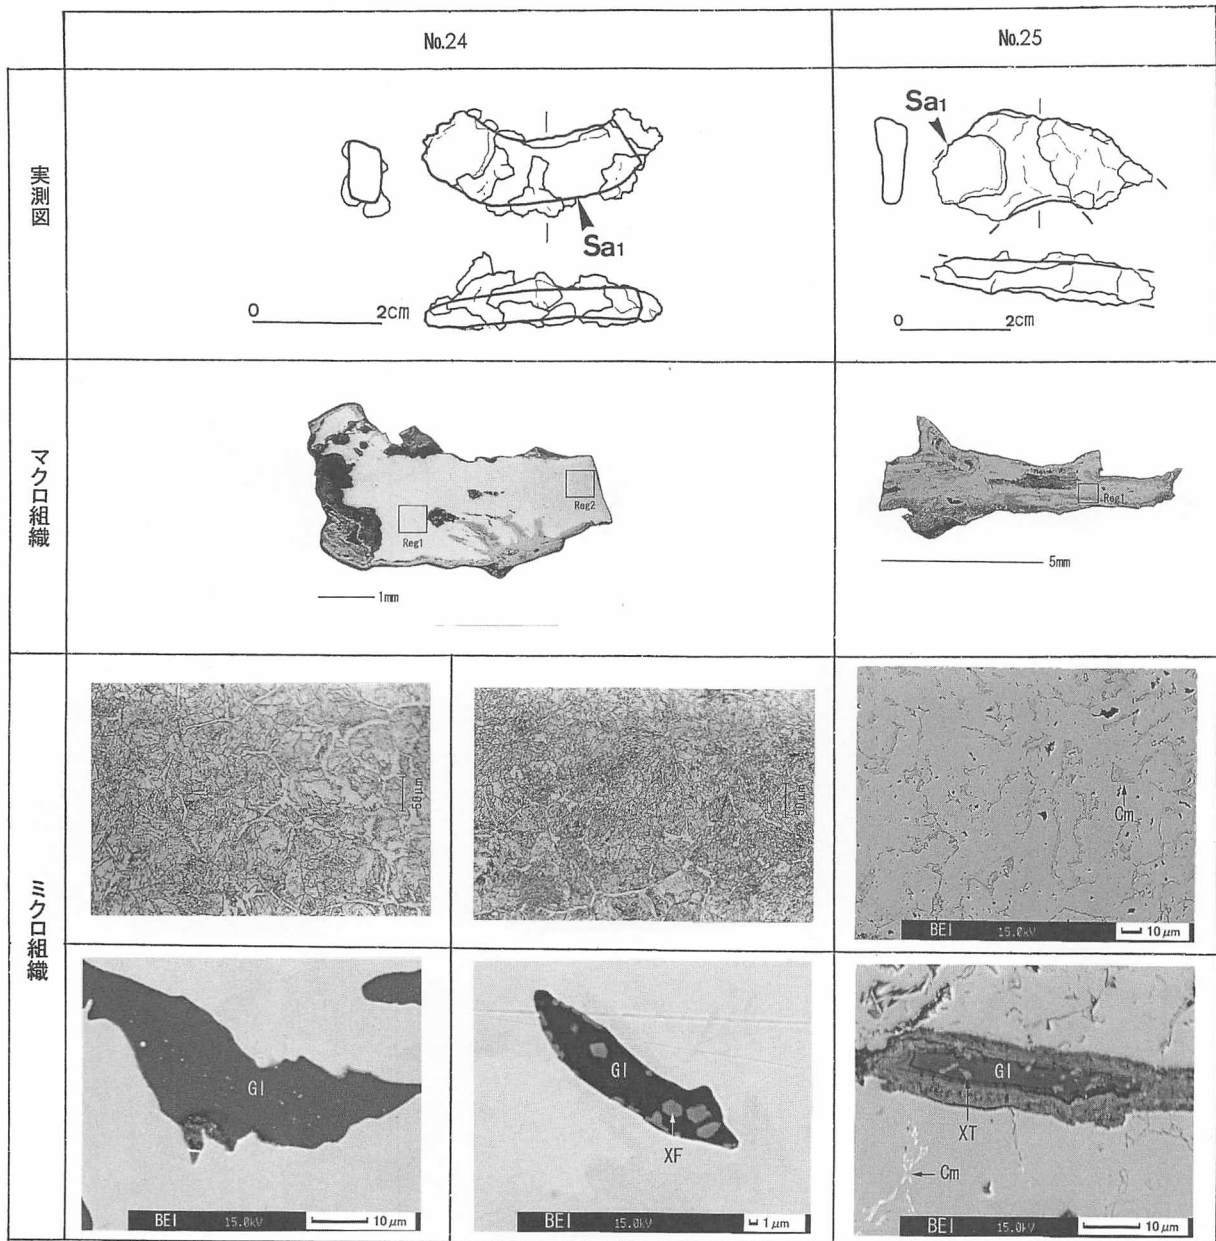 No.24
No.25
実測図
Sa1
0 2cm
Sa1
0 2cm
マクロ組織
Reg1
Reg2
1mm
Reg1
5mm
ミクロ組織
Cm
BEI 15.0kV 10μm
Gl
BEI 15.0kV 10μm
Gl
XF
BEI 15.0kV 1μm
Gl
XT
Cm
BEI 15.0kV 10μm